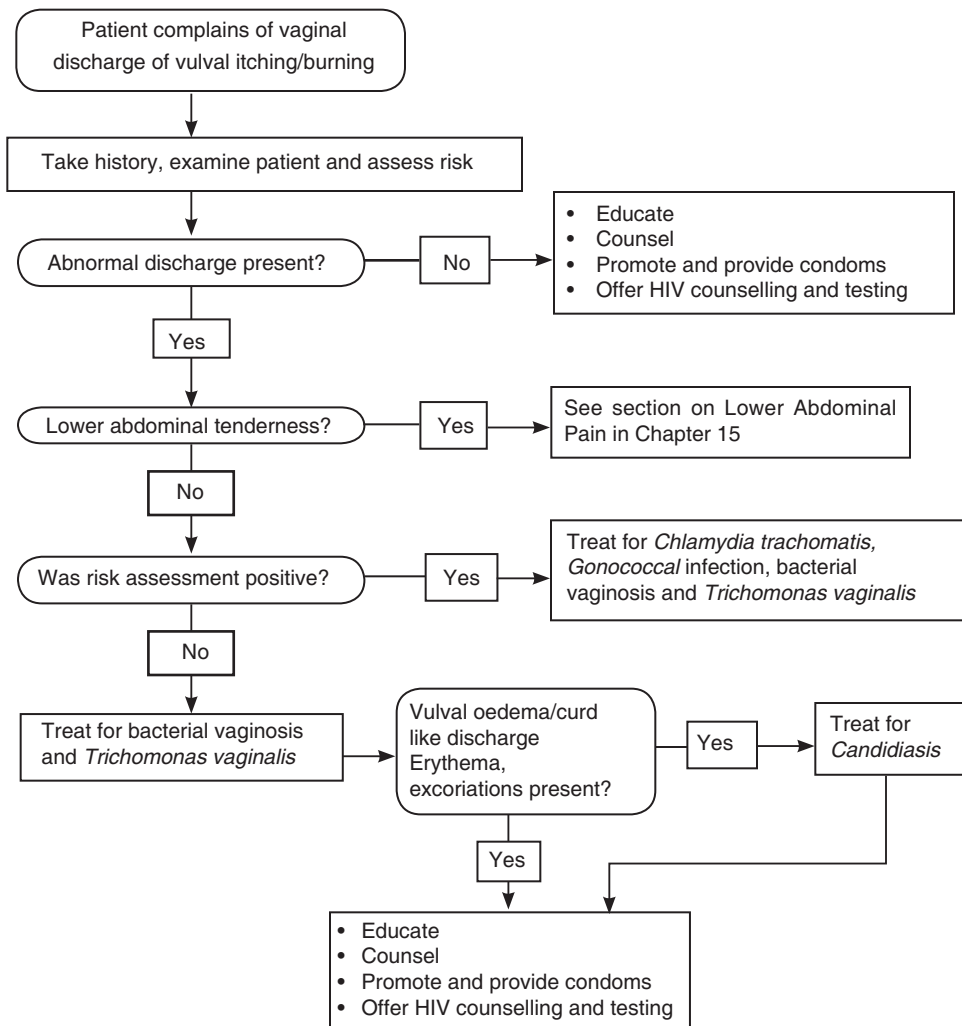 Patient complains of vaginal
discharge of vulval itching/burning
Take history, examine patient and assess risk
Abnormal discharge present?
No
• Educate
• Counsel
• Promote and provide condoms
• Offer HIV counselling and testing
Yes
Lower abdominal tenderness?
Yes
See section on Lower Abdominal
Pain in Chapter 15
No
Was risk assessment positive?
Yes
Treat for Chlamydia trachomatis,
Gonococcal infection, bacterial
vaginosis and Trichomonas vaginalis
No
Treat for bacterial vaginosis
and Trichomonas vaginalis
Vulval oedema/curd
like discharge
Erythema,
excoriations present?
Yes
Treat for
Candidiasis
Yes
• Educate
• Counsel
• Promote and provide condoms
• Offer HIV counselling and testing